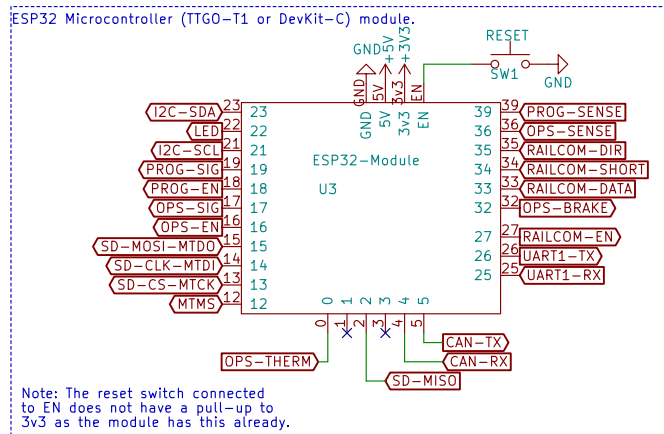 ESP32 Microcontroller (TTGO-T1 or DevKit-C) module.
RESET
SW1
GND
GND +5V +3V3
GND 5V 3v3 EN
GND 5V 3v3 EN
ESP32-Module
U3
I2C-SDA 23 23
LED 22 22
I2C-SCL 21 21
PROG-SIG 19 19
PROG-EN 18 18
OPS-SIG 17 17
OPS-EN 16 16
SD-MOSI-MTDO 15 15
SD-CLK-MTDI 14 14
SD-CS-MTCK 13 13
MTMS 12 12
39 39 PROG-SENSE
36 36 OPS-SENSE
35 35 RAILCOM-DIR
34 34 RAILCOM-SHORT
33 33 RAILCOM-DATA
32 32 OPS-BRAKE
27 27 RAILCOM-EN
26 26 UART1-TX
25 25 UART1-RX
0 1 2 3 4 5
0 1 2 3 4 5
CAN-TX
OPS-THERM
CAN-RX
SD-MISO
Note: The reset switch connected
to EN does not have a pull-up to
3v3 as the module has this already.